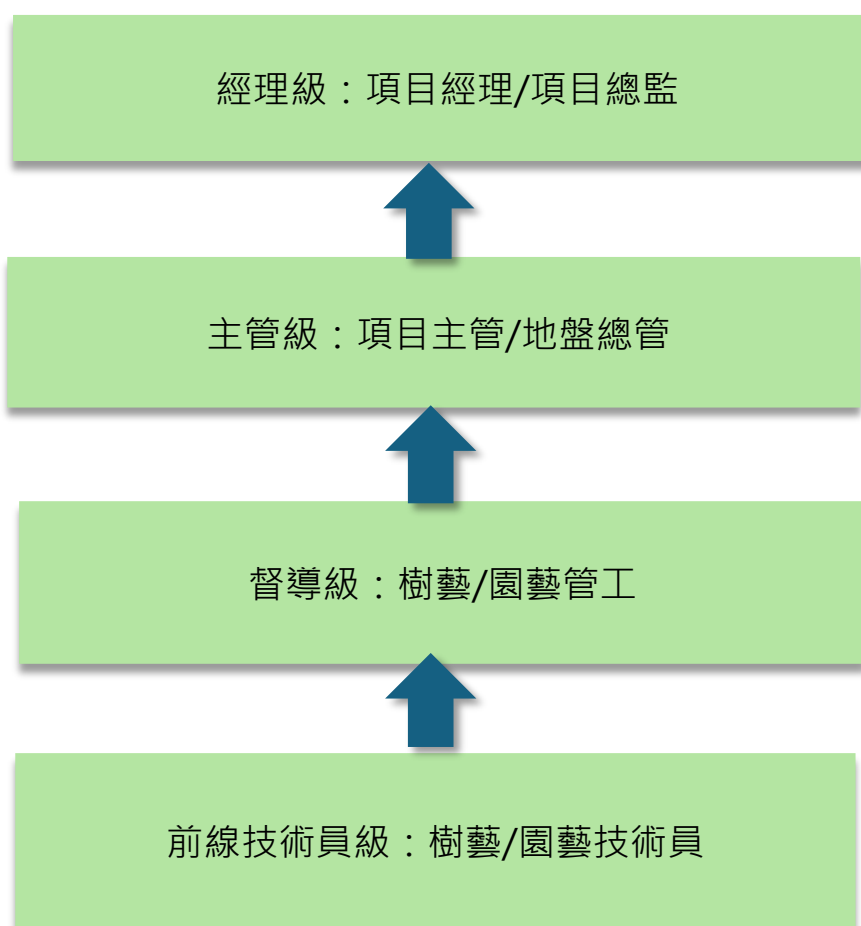 經理級：項目經理/項目總監
主管級：項目主管/地盤總管
督導級：樹藝/園藝管工
前線技術員級：樹藝/園藝技術員